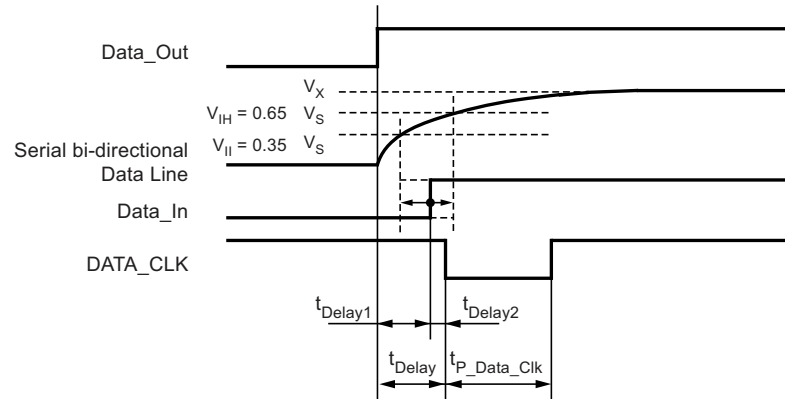 Data_Out
V_X
V_IH = 0.65 V_S
V_II = 0.35 V_S
Serial bi-directional
Data Line
Data_In
DATA_CLK
t_Delay1 t_Delay2
t_Delay t_P_Data_Clk